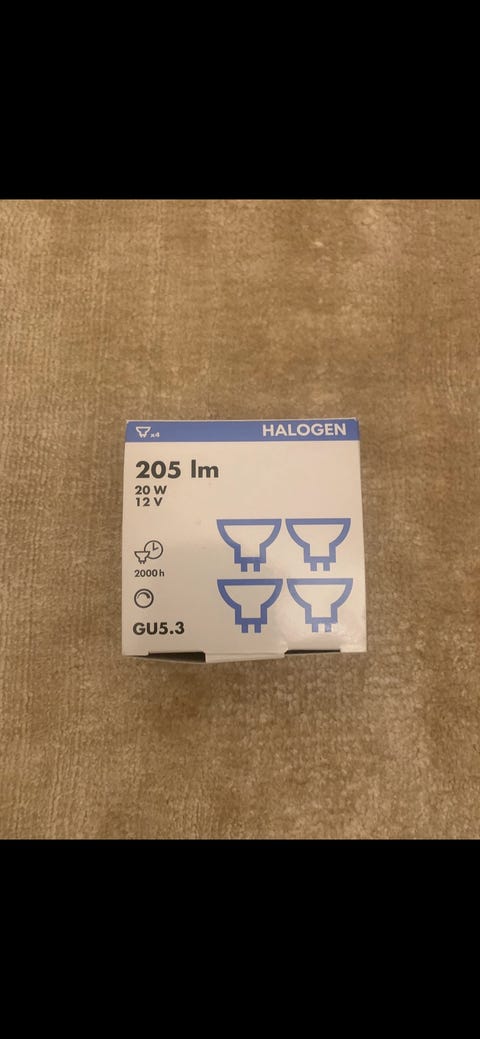 x4 HALOGEN
205 lm
20 W
12 V
2000 h
GU5.3